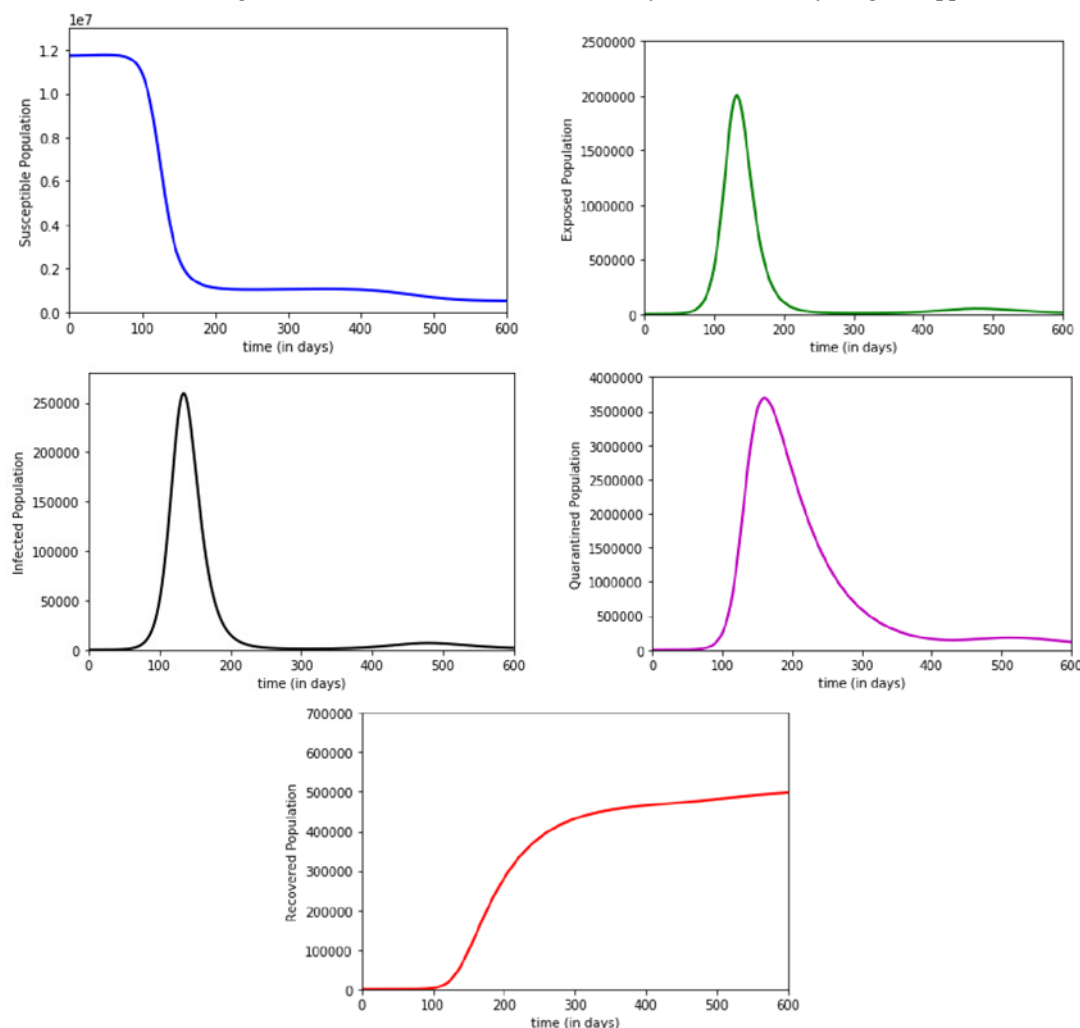 1e7
1.2
1.0
0.8
0.6
0.4
0.2
0.0
Susceptible Population
0 100 200 300 400 500 600
time (in days)
2500000
2000000
1500000
1000000
500000
0
Exposed Population
0 100 200 300 400 500 600
time (in days)
250000
200000
150000
100000
50000
0
Infected Population
0 100 200 300 400 500 600
time (in days)
4000000
3500000
3000000
2500000
2000000
1500000
1000000
500000
0
Quarantined Population
0 100 200 300 400 500 600
time (in days)
700000
600000
500000
400000
300000
200000
100000
0
Recovered Population
0 100 200 300 400 500 600
time (in days)